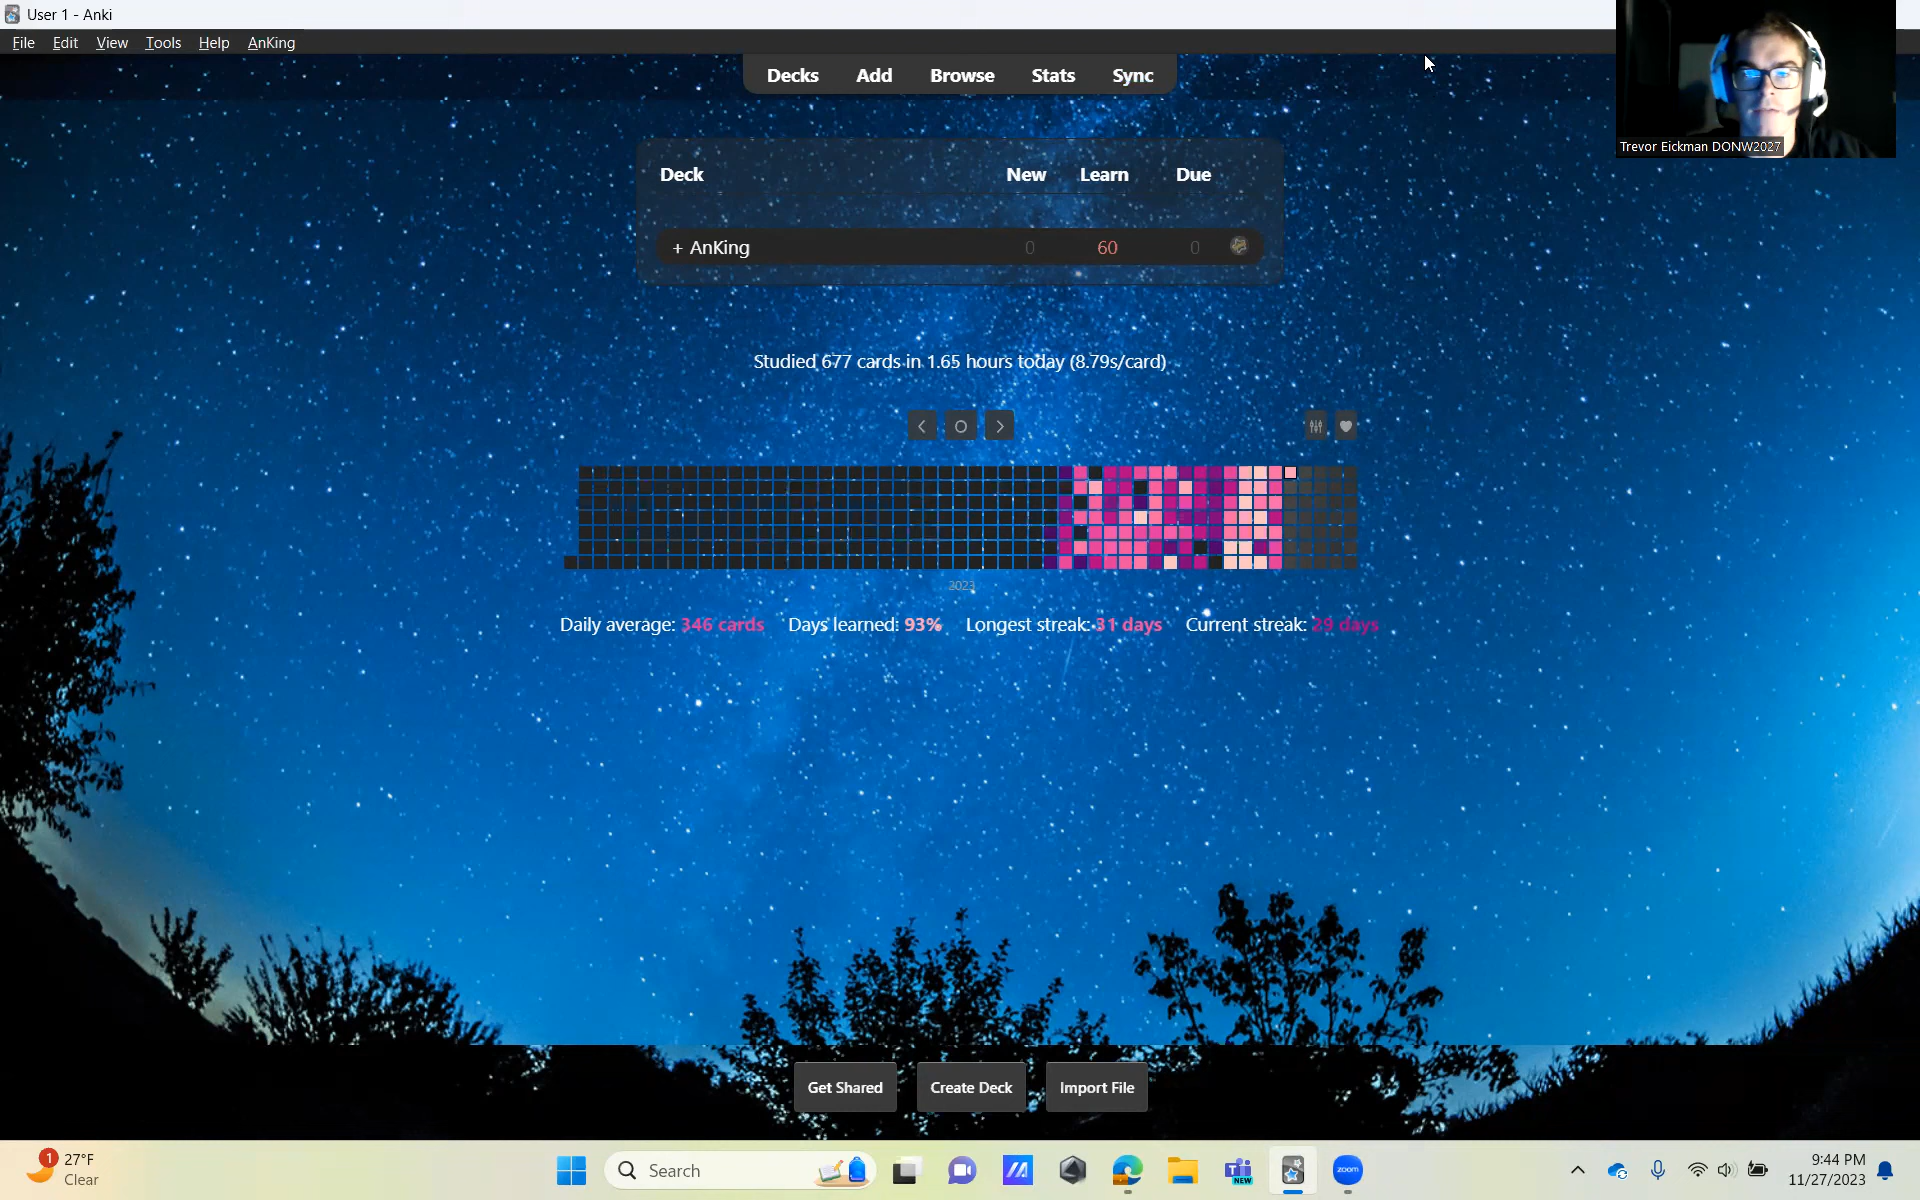 User 1 - Anki
File Edit View Tools Help AnKing
Decks Add Browse Stats Sync
Trevor Eickman DONW2027
Deck New Learn Due
+ AnKing 0 60 0
Studied 677 cards in 1.65 hours today (8.79s/card)
2023
Daily average: 346 cards Days learned: 93% Longest streak: 31 days Current streak: 29 days
Get Shared Create Deck Import File
1
27°F
Clear
Search
NEW
zoom
9:44 PM
11/27/2023